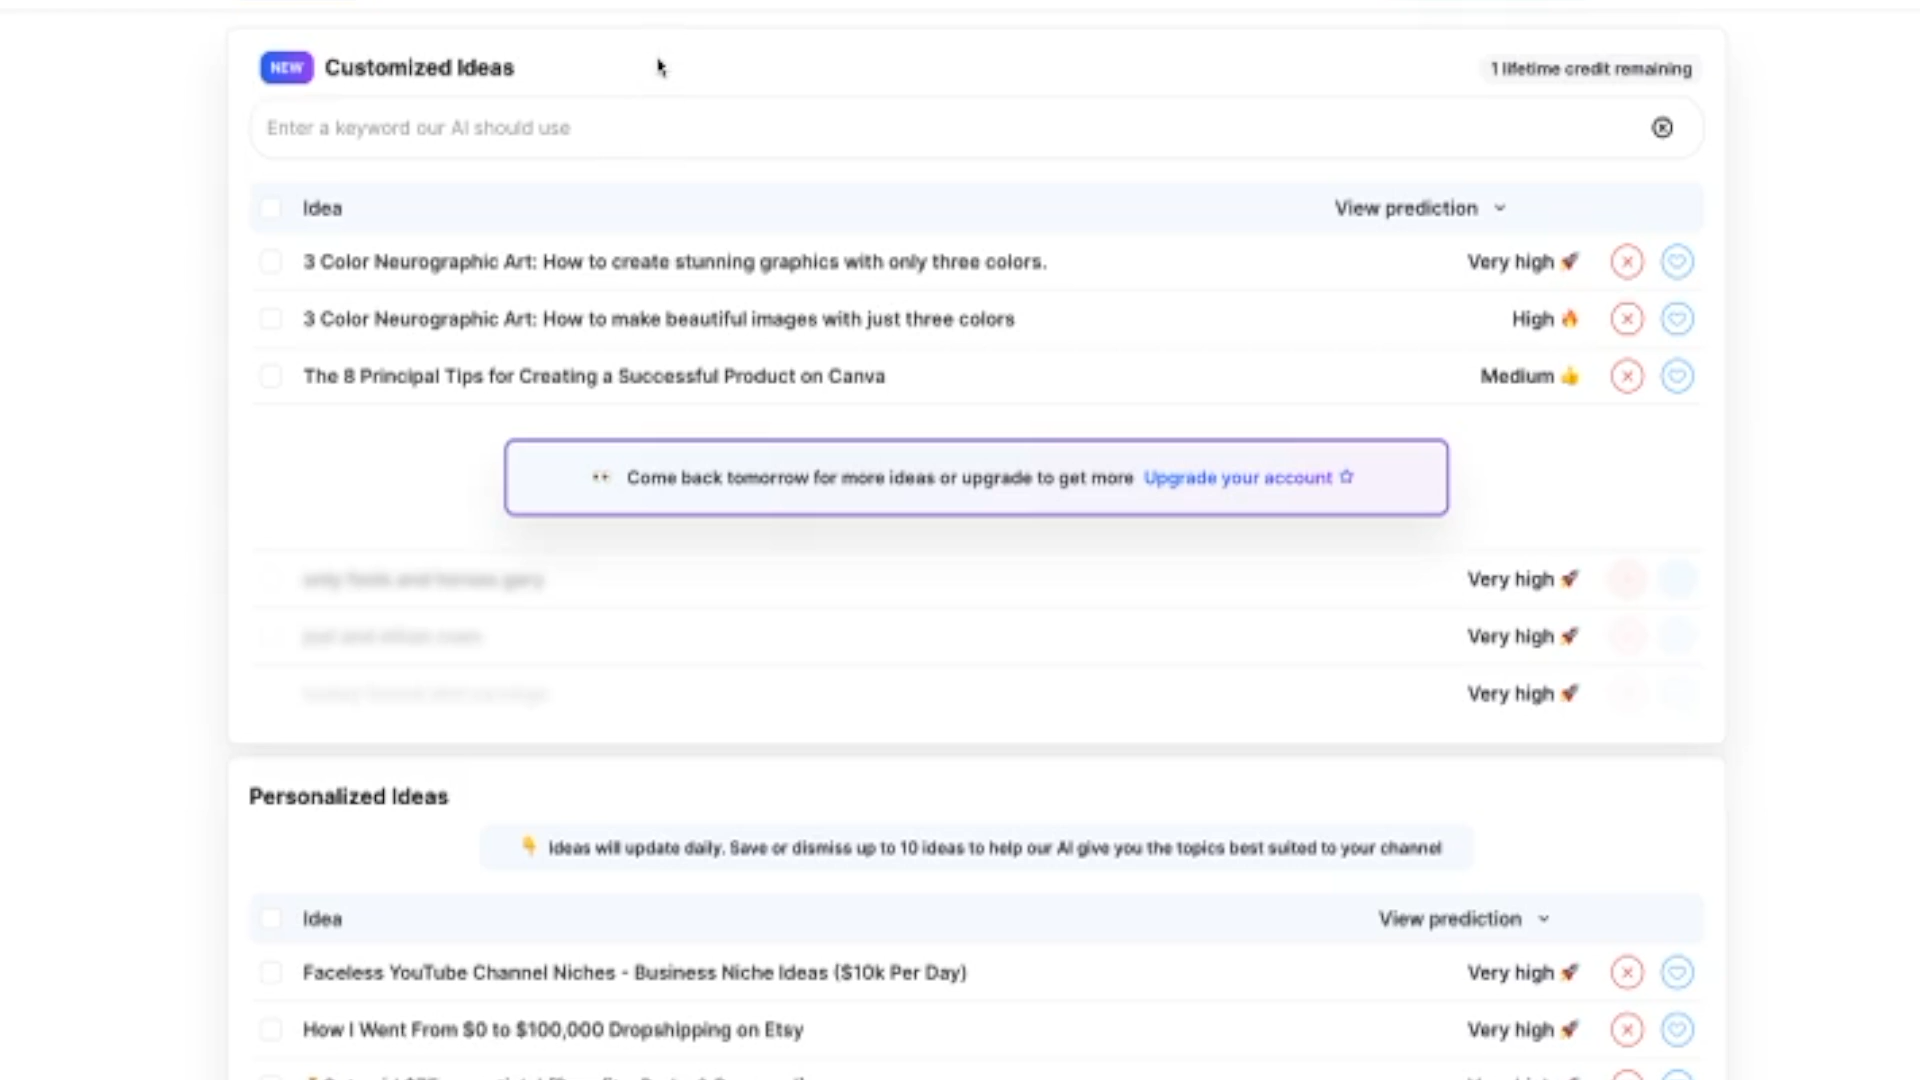 NEW Customized Ideas
1 lifetime credit remaining
Enter a keyword our AI should use
Idea View prediction
3 Color Neurographic Art: How to create stunning graphics with only three colors. Very high 🚀
3 Color Neurographic Art: How to make beautiful images with just three colors High 🔥
The 8 Principal Tips for Creating a Successful Product on Canva Medium 👍
👀 Come back tomorrow for more ideas or upgrade to get more Upgrade your account ☆
only fools and horses gary Very high 🚀
Very high 🚀
Very high 🚀
Personalized Ideas
👇 Ideas will update daily. Save or dismiss up to 10 ideas to help our AI give you the topics best suited to your channel
Idea View prediction
Faceless YouTube Channel Niches - Business Niche Ideas ($10k Per Day) Very high 🚀
How I Went From $0 to $100,000 Dropshipping on Etsy Very high 🚀